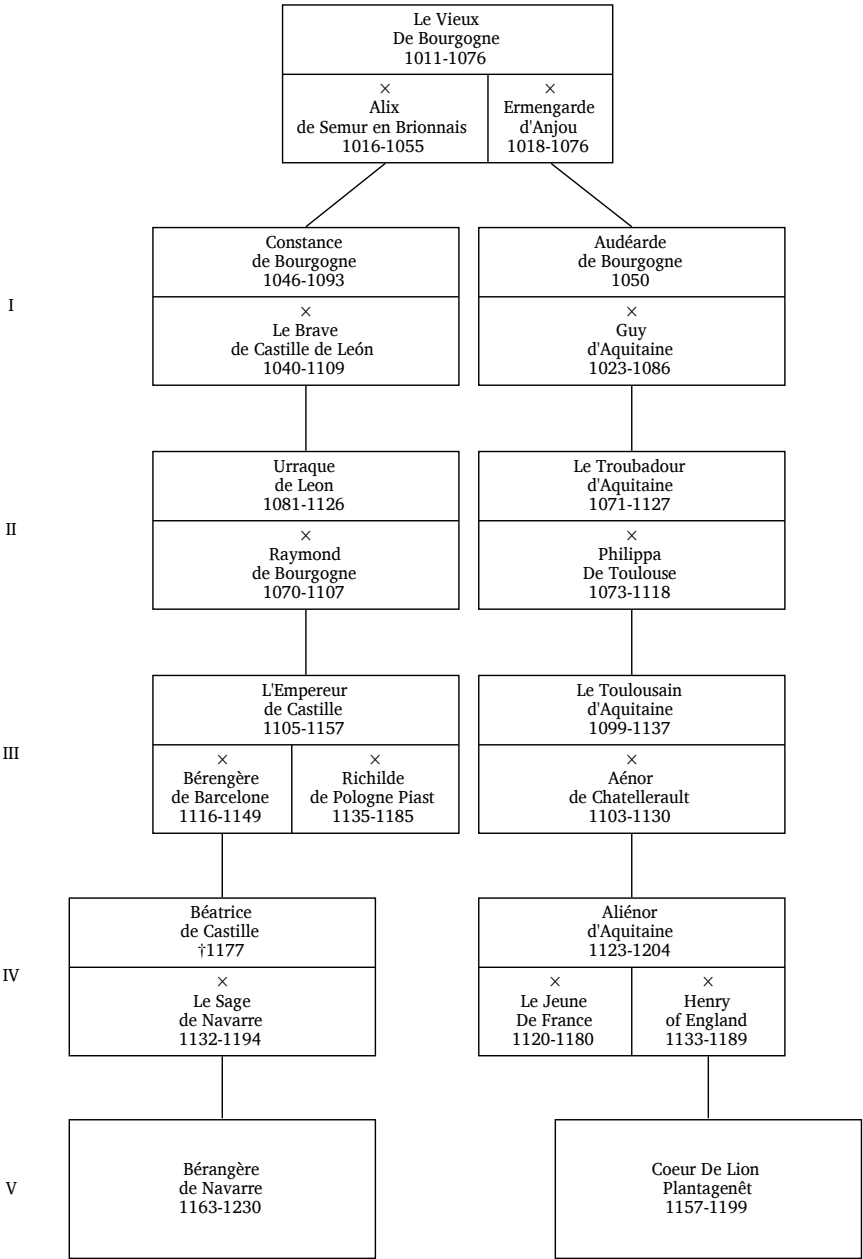 Le Vieux
De Bourgogne
1011-1076
×
Alix
de Semur en Brionnais
1016-1055
×
Ermengarde
d'Anjou
1018-1076
I
Constance
de Bourgogne
1046-1093
×
Le Brave
de Castille de León
1040-1109
Audéarde
de Bourgogne
1050
×
Guy
d'Aquitaine
1023-1086
II
Urraque
de Leon
1081-1126
×
Raymond
de Bourgogne
1070-1107
Le Troubadour
d'Aquitaine
1071-1127
×
Philippa
De Toulouse
1073-1118
III
L'Empereur
de Castille
1105-1157
×
Bérengère
de Barcelone
1116-1149
×
Richilde
de Pologne Piast
1135-1185
Le Toulousain
d'Aquitaine
1099-1137
×
Aénor
de Chatellerault
1103-1130
IV
Béatrice
de Castille
†1177
×
Le Sage
de Navarre
1132-1194
Aliénor
d'Aquitaine
1123-1204
×
Le Jeune
De France
1120-1180
×
Henry
of England
1133-1189
V
Bérangère
de Navarre
1163-1230
Coeur De Lion
Plantagenêt
1157-1199